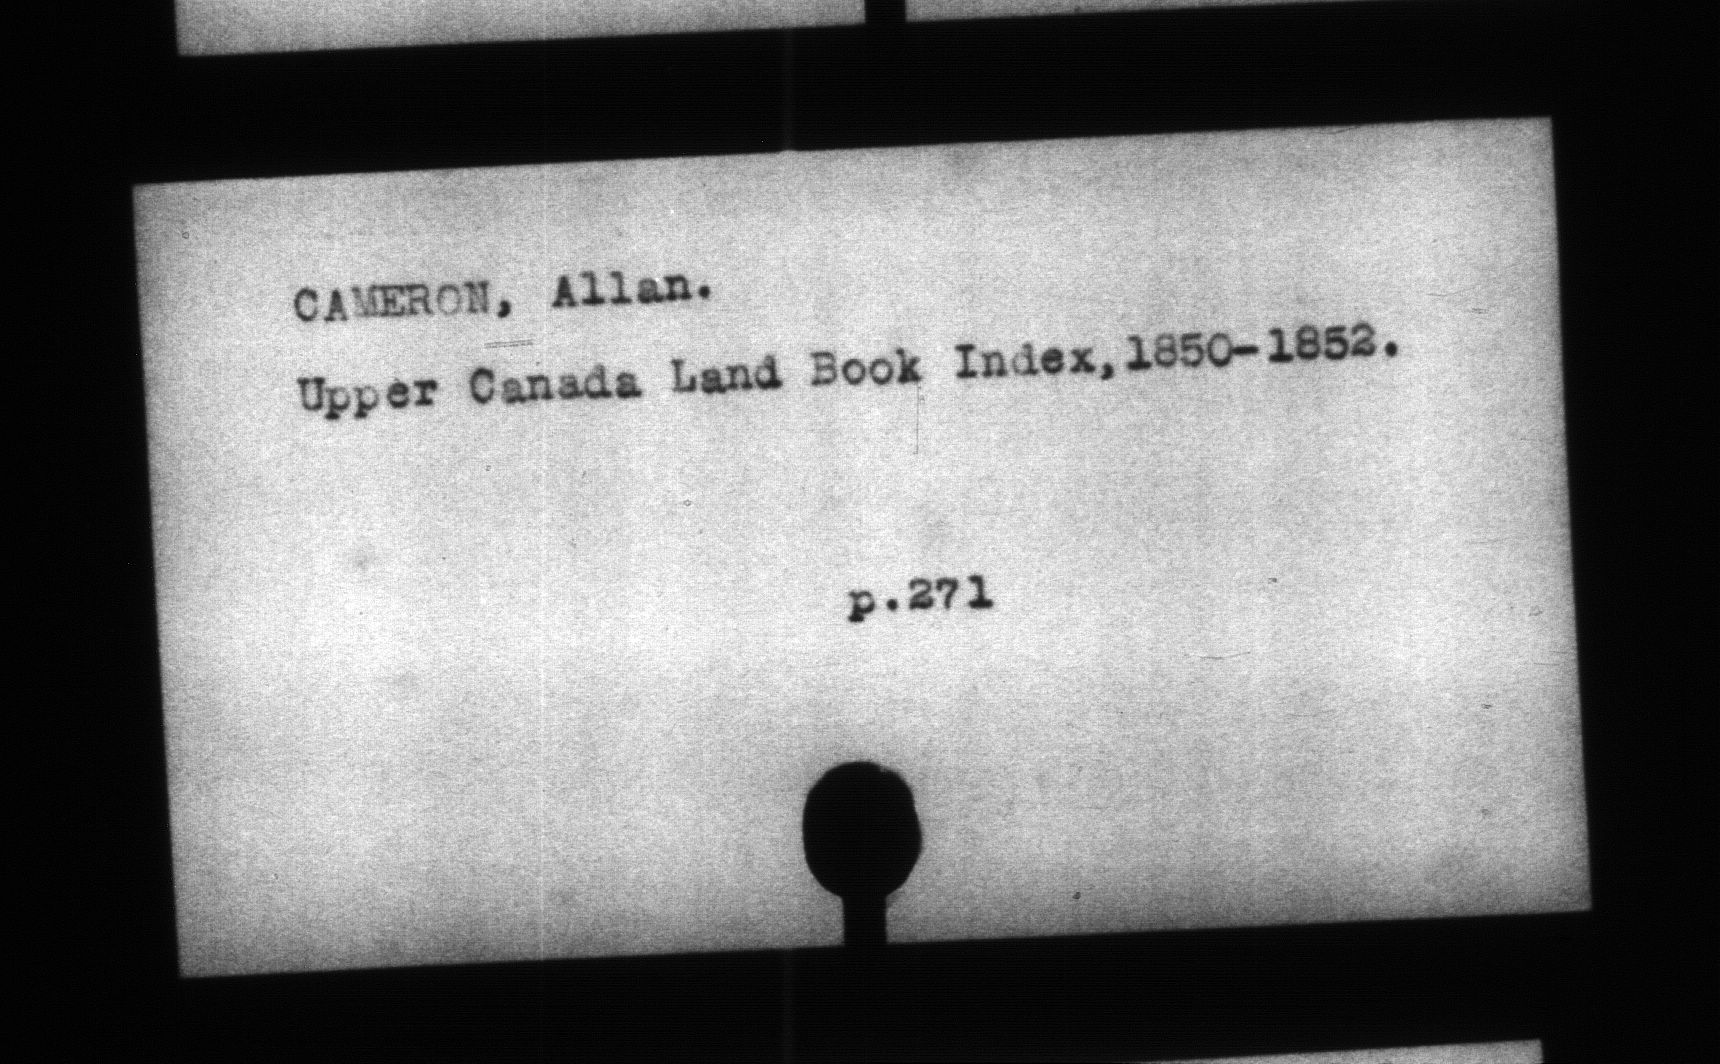 CAMERON, Allan.
Upper Canada Land Book Index,1850-1852.
p.271